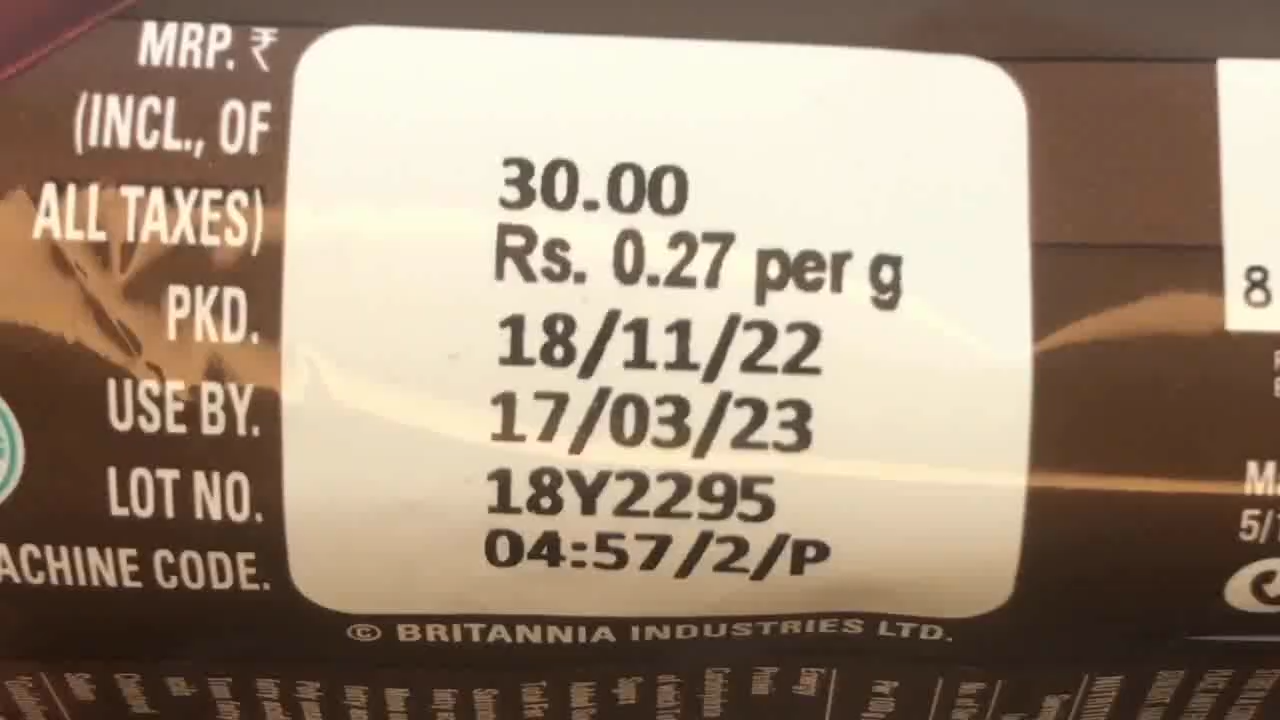 MRP. ₹
(INCL., OF
ALL TAXES)
PKD.
USE BY.
LOT NO.
ACHINE CODE.
30.00
Rs. 0.27 per g
18/11/22
17/03/23
18Y2295
04:57/2/P
© BRITANNIA INDUSTRIES LTD.
8
M.
5/